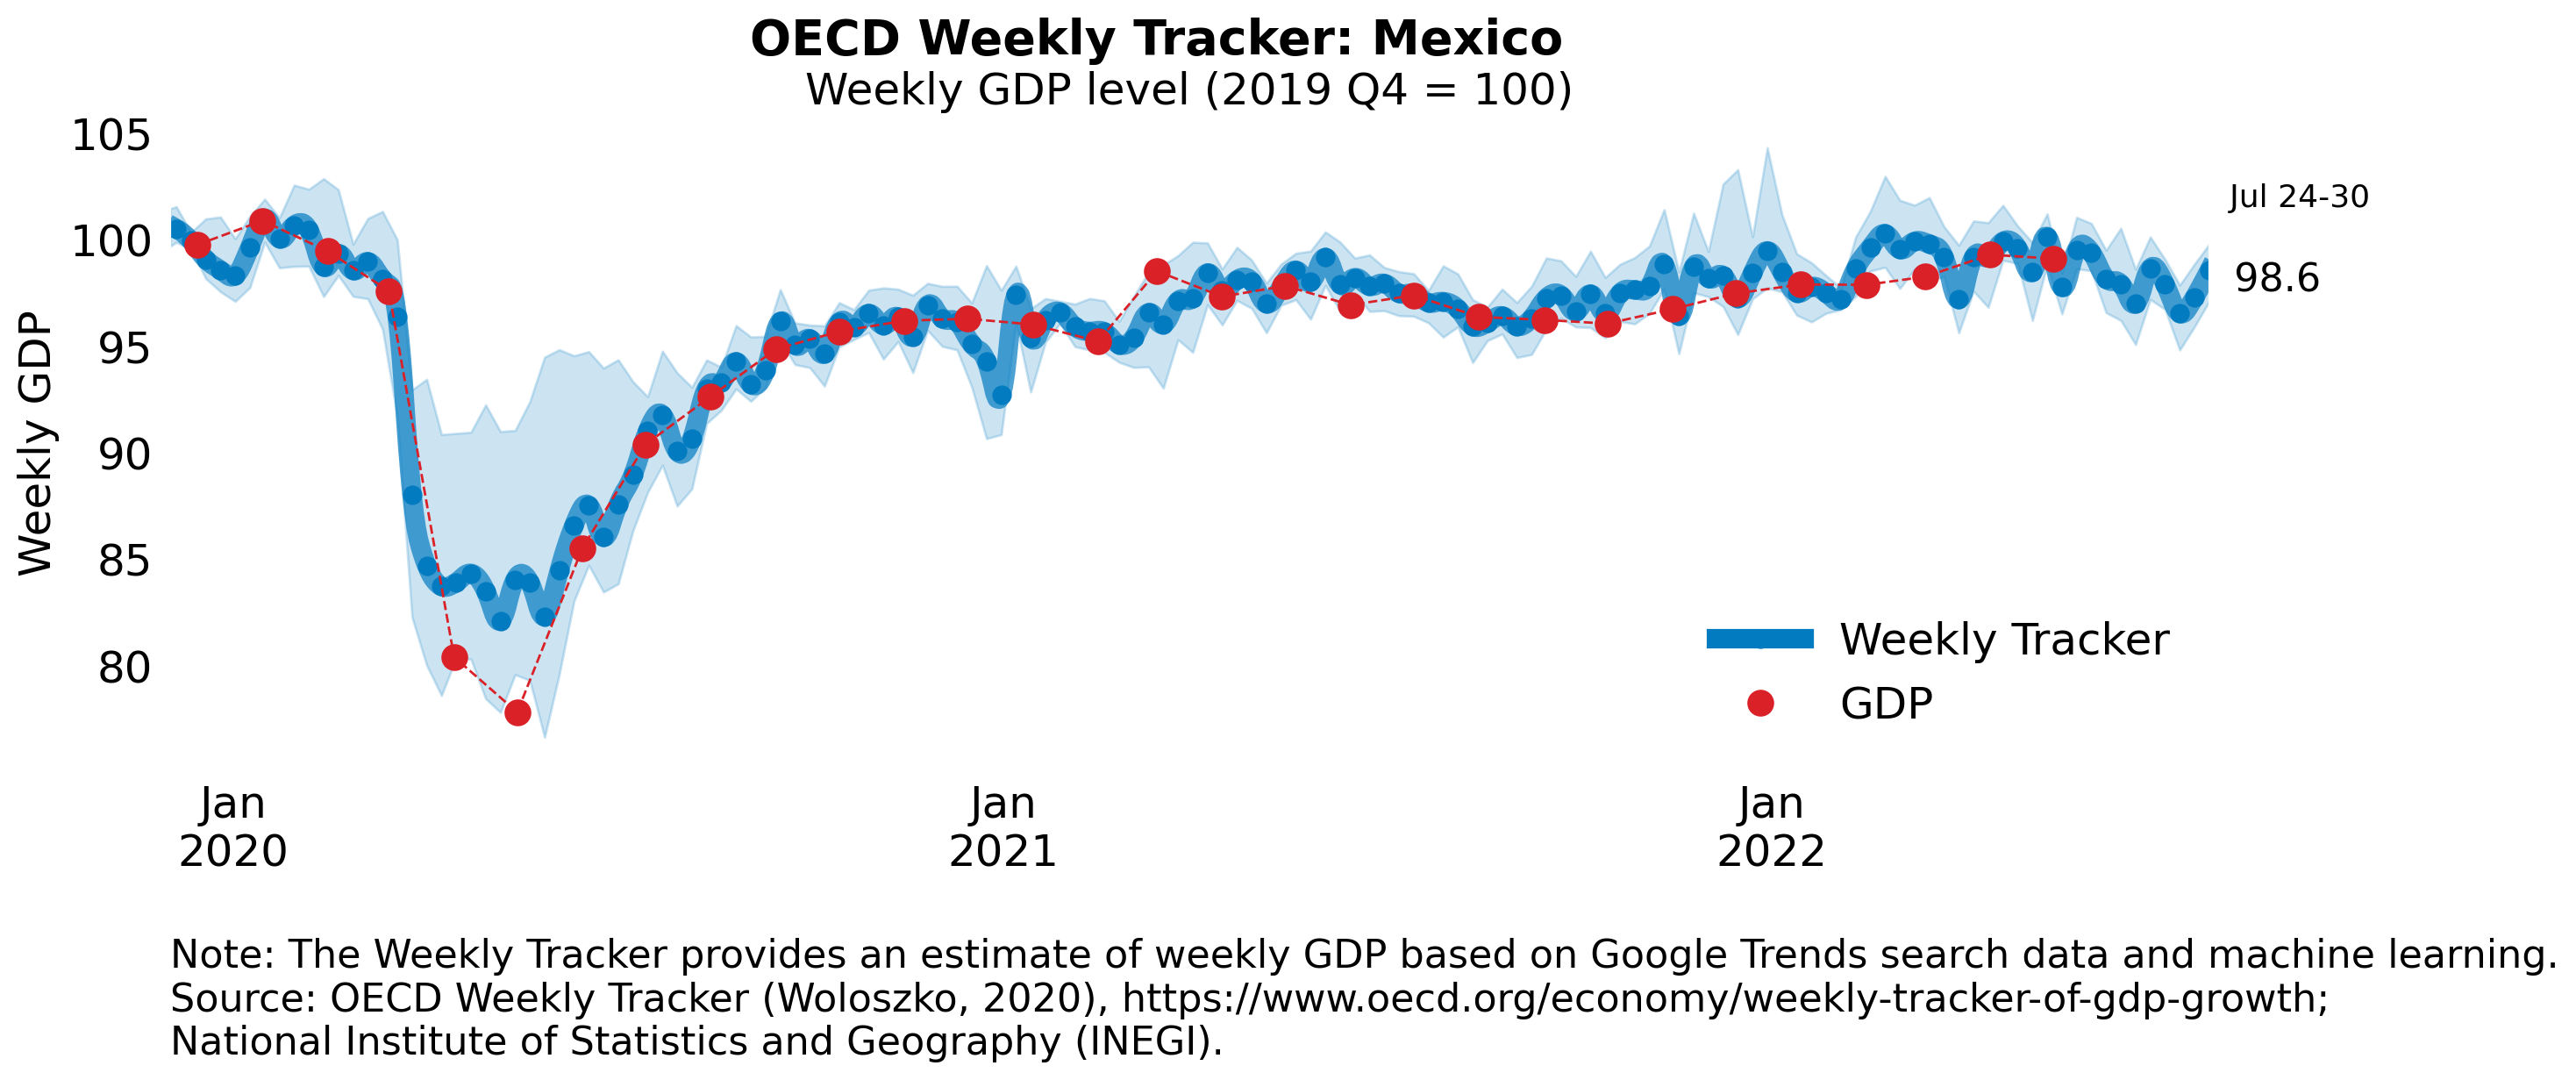 OECD Weekly Tracker: Mexico
Weekly GDP level (2019 Q4 = 100)
105
100
95
90
85
80
Weekly GDP
Jul 24-30
98.6
Weekly Tracker
GDP
Jan
2020
Jan
2021
Jan
2022
Note: The Weekly Tracker provides an estimate of weekly GDP based on Google Trends search data and machine learning.
Source: OECD Weekly Tracker (Woloszko, 2020), https://www.oecd.org/economy/weekly-tracker-of-gdp-growth;
National Institute of Statistics and Geography (INEGI).